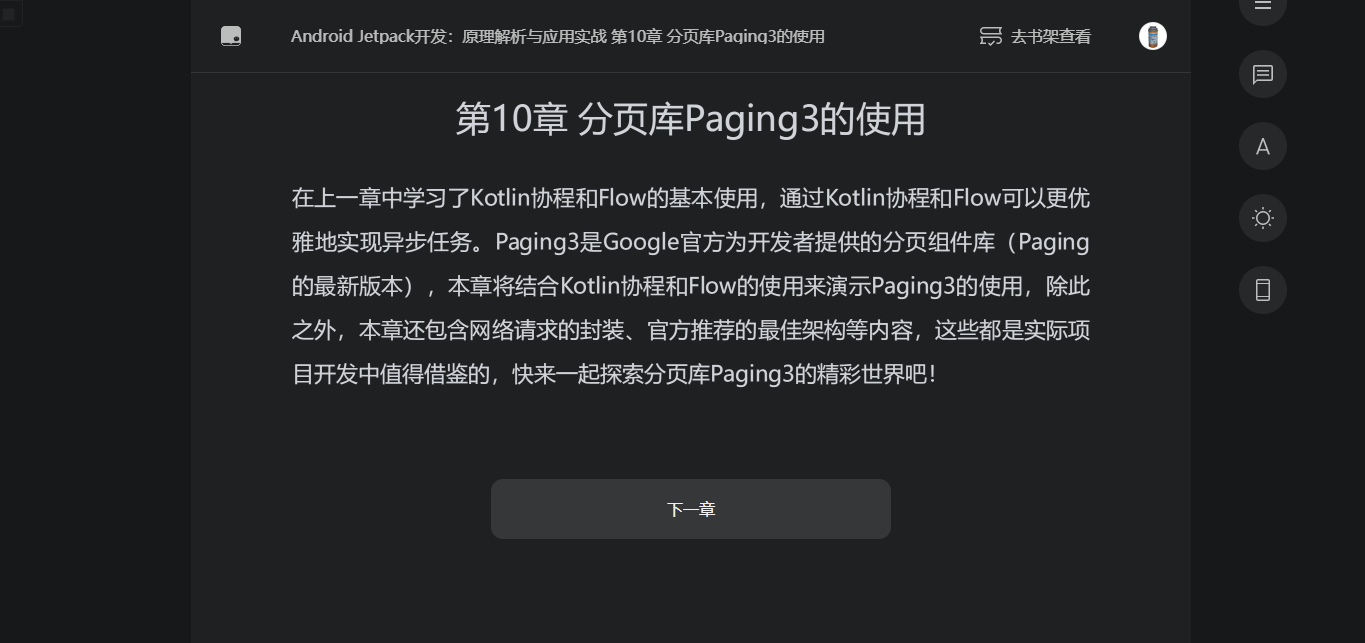 Android Jetpack开发：原理解析与应用实战 第10章 分页库Paging3的使用
去书架查看
第10章 分页库Paging3的使用
在上一章中学习了Kotlin协程和Flow的基本使用，通过Kotlin协程和Flow可以更优
雅地实现异步任务。Paging3是Google官方为开发者提供的分页组件库（Paging
的最新版本），本章将结合Kotlin协程和Flow的使用来演示Paging3的使用，除此
之外，本章还包含网络请求的封装、官方推荐的最佳架构等内容，这些都是实际项
目开发中值得借鉴的，快来一起探索分页库Paging3的精彩世界吧！
下一章
A